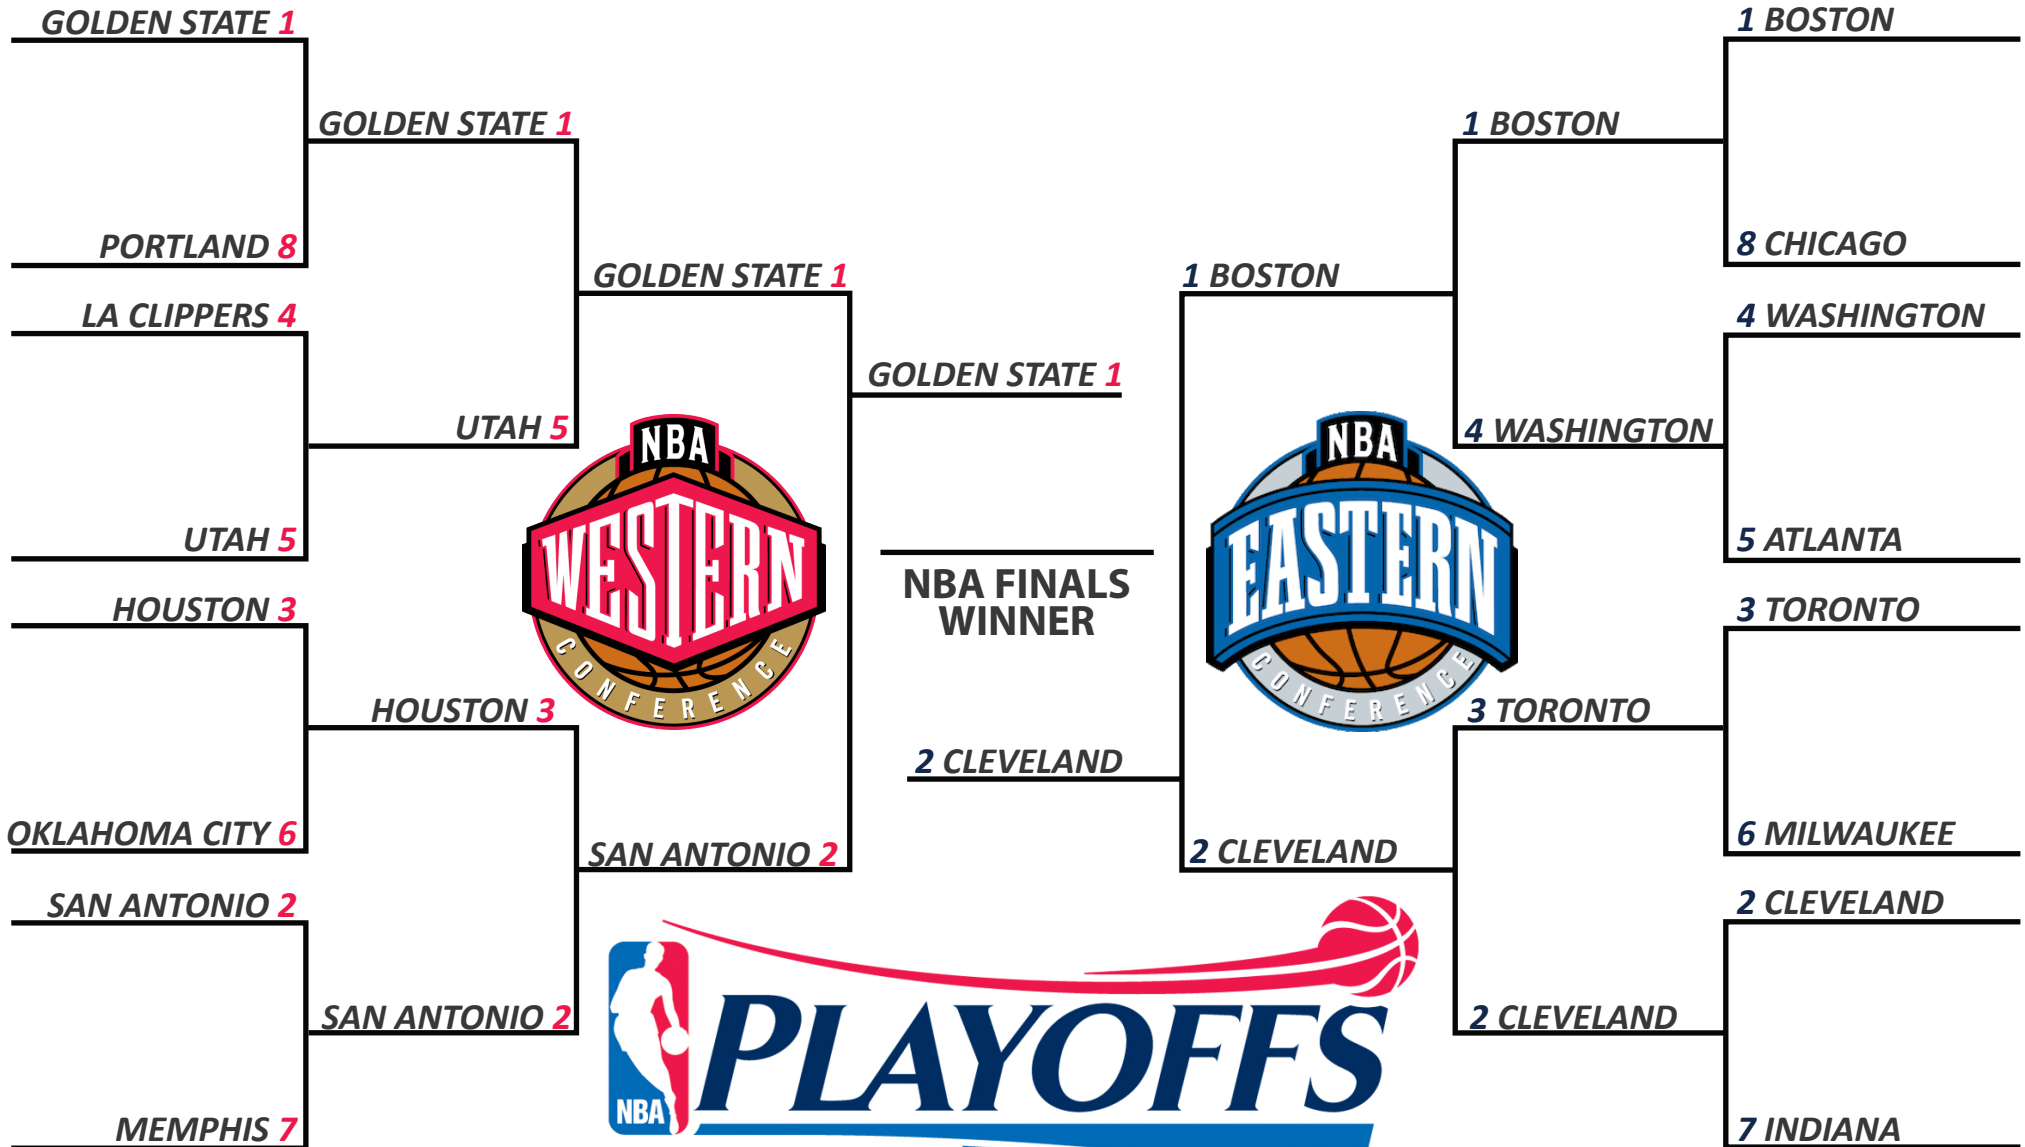 GOLDEN STATE 1
PORTLAND 8
LA CLIPPERS 4
UTAH 5
HOUSTON 3
OKLAHOMA CITY 6
SAN ANTONIO 2
MEMPHIS 7
GOLDEN STATE 1
UTAH 5
HOUSTON 3
SAN ANTONIO 2
GOLDEN STATE 1
SAN ANTONIO 2
GOLDEN STATE 1
NBA
WESTERN
CONFERENCE
NBA FINALS
WINNER
2 CLEVELAND
NBA
EASTERN
CONFERENCE
1 BOSTON
2 CLEVELAND
1 BOSTON
4 WASHINGTON
3 TORONTO
2 CLEVELAND
1 BOSTON
8 CHICAGO
4 WASHINGTON
5 ATLANTA
3 TORONTO
6 MILWAUKEE
2 CLEVELAND
7 INDIANA
NBA
PLAYOFFS